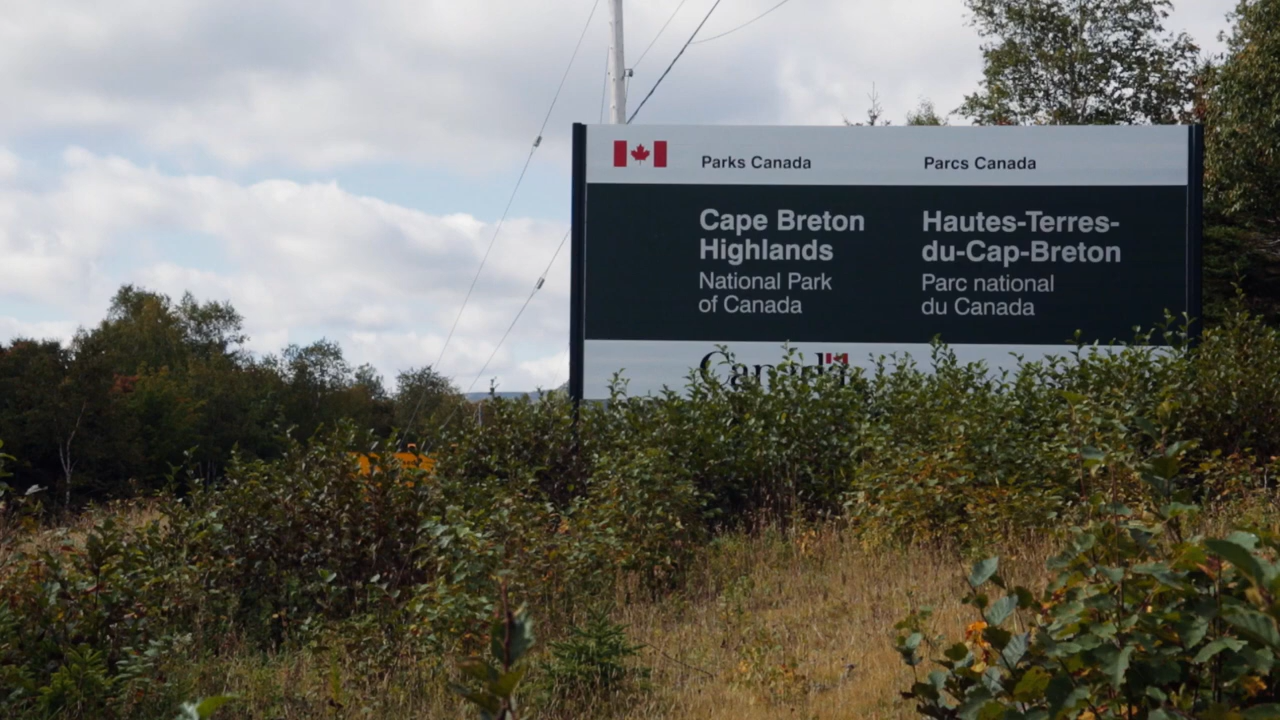 Parks Canada
Parcs Canada
Cape Breton
Highlands
National Park
of Canada
Hautes-Terres-
du-Cap-Breton
Parc national
du Canada
Canada